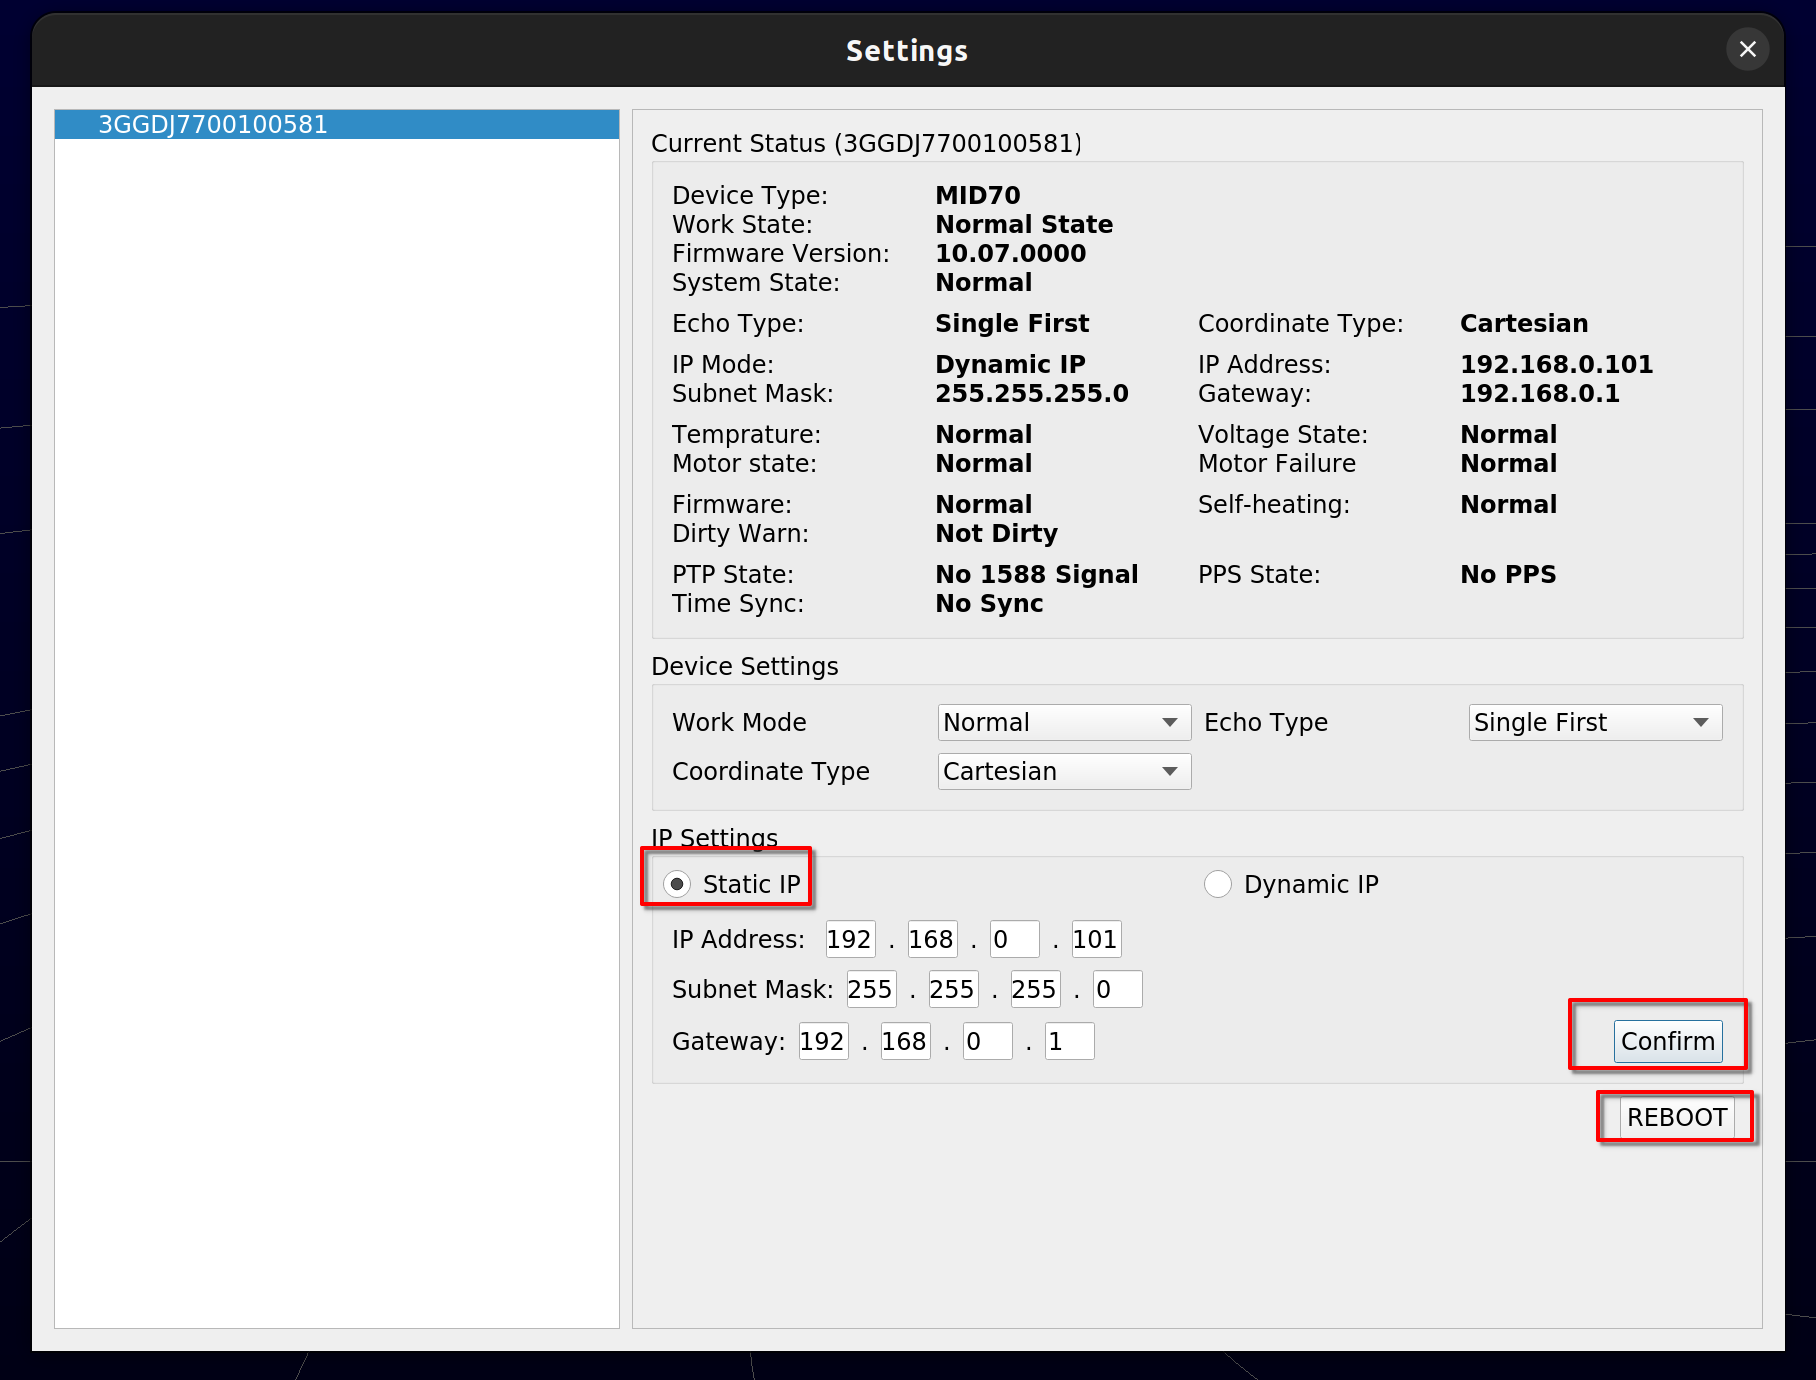 Settings
3GGDJ7700100581
Current Status (3GGDJ7700100581)
Device Type: MID70
Work State: Normal State
Firmware Version: 10.07.0000
System State: Normal
Echo Type: Single First Coordinate Type: Cartesian
IP Mode: Dynamic IP IP Address: 192.168.0.101
Subnet Mask: 255.255.255.0 Gateway: 192.168.0.1
Temprature: Normal Voltage State: Normal
Motor state: Normal Motor Failure Normal
Firmware: Normal Self-heating: Normal
Dirty Warn: Not Dirty
PTP State: No 1588 Signal PPS State: No PPS
Time Sync: No Sync
Device Settings
Work Mode Normal Echo Type Single First
Coordinate Type Cartesian
IP Settings
Static IP Dynamic IP
IP Address: 192 . 168 . 0 . 101
Subnet Mask: 255 . 255 . 255 . 0
Gateway: 192 . 168 . 0 . 1 Confirm
REBOOT